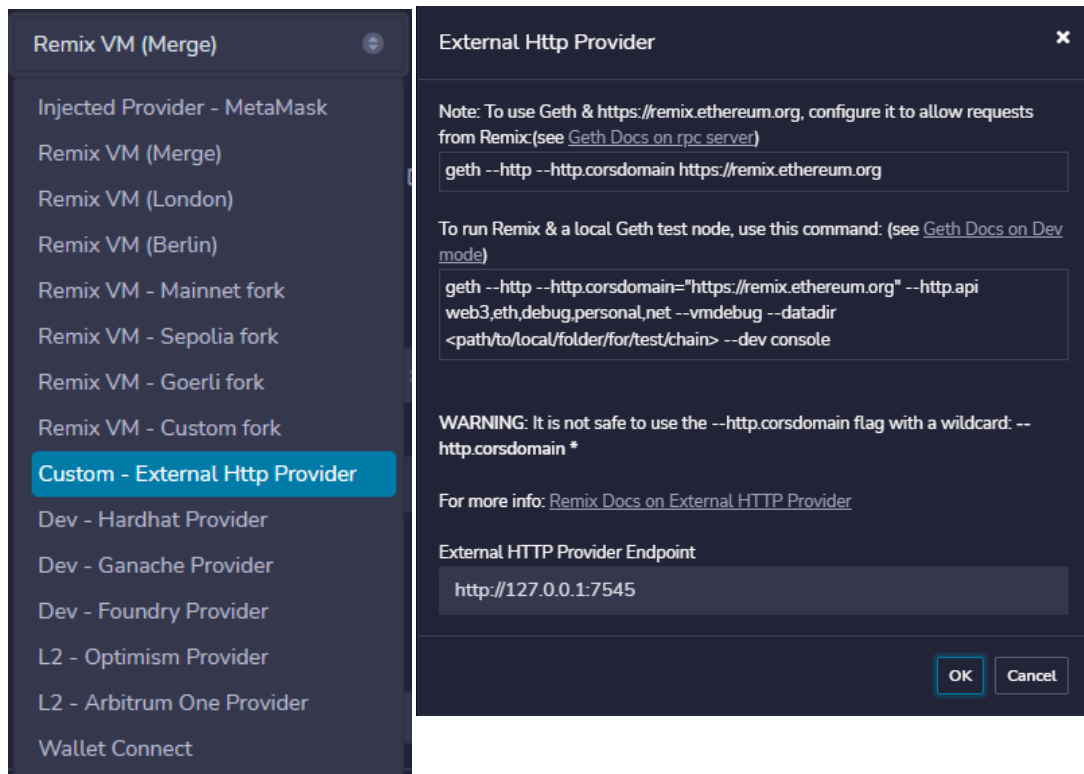 Remix VM (Merge)
Injected Provider - MetaMask
Remix VM (Merge)
Remix VM (London)
Remix VM (Berlin)
Remix VM - Mainnet fork
Remix VM - Sepolia fork
Remix VM - Goerli fork
Remix VM - Custom fork
Custom - External Http Provider
Dev - Hardhat Provider
Dev - Ganache Provider
Dev - Foundry Provider
L2 - Optimism Provider
L2 - Arbitrum One Provider
Wallet Connect
External Http Provider
Note: To use Geth & https://remix.ethereum.org, configure it to allow requests
from Remix:(see Geth Docs on rpc server)
geth --http --http.corsdomain https://remix.ethereum.org
To run Remix & a local Geth test node, use this command: (see Geth Docs on Dev
mode)
geth --http --http.corsdomain="https://remix.ethereum.org" --http.api
web3,eth,debug,personal,net --vmdebug --datadir
<path/to/local/folder/for/test/chain> --dev console
WARNING: It is not safe to use the --http.corsdomain flag with a wildcard: --
http.corsdomain *
For more info: Remix Docs on External HTTP Provider
External HTTP Provider Endpoint
http://127.0.0.1:7545
OK
Cancel